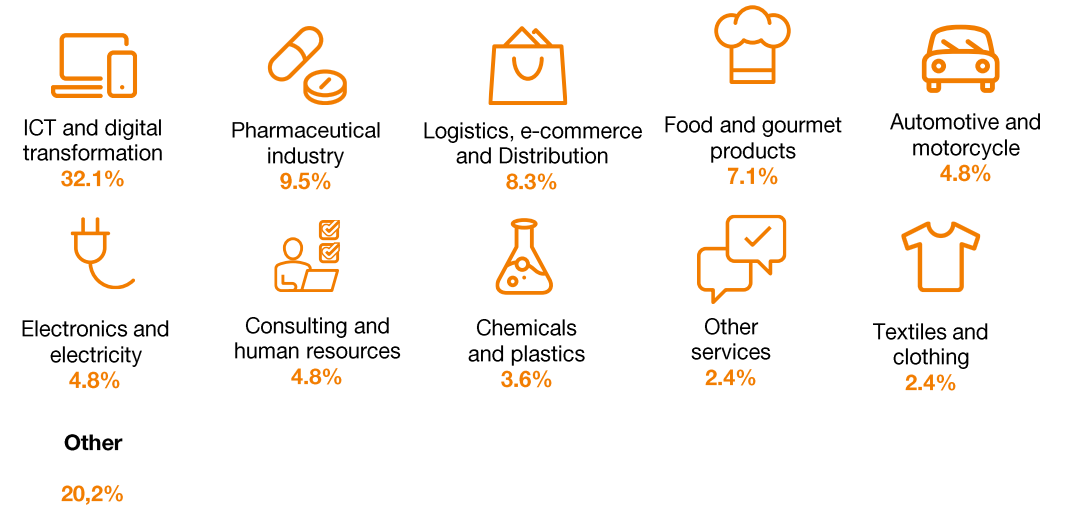 ICT and digital
transformation
32.1%
Pharmaceutical
industry
9.5%
Logistics, e-commerce
and Distribution
8.3%
Food and gourmet
products
7.1%
Automotive and
motorcycle
4.8%
Electronics and
electricity
4.8%
Consulting and
human resources
4.8%
Chemicals
and plastics
3.6%
Other
services
2.4%
Textiles and
clothing
2.4%
Other
20,2%